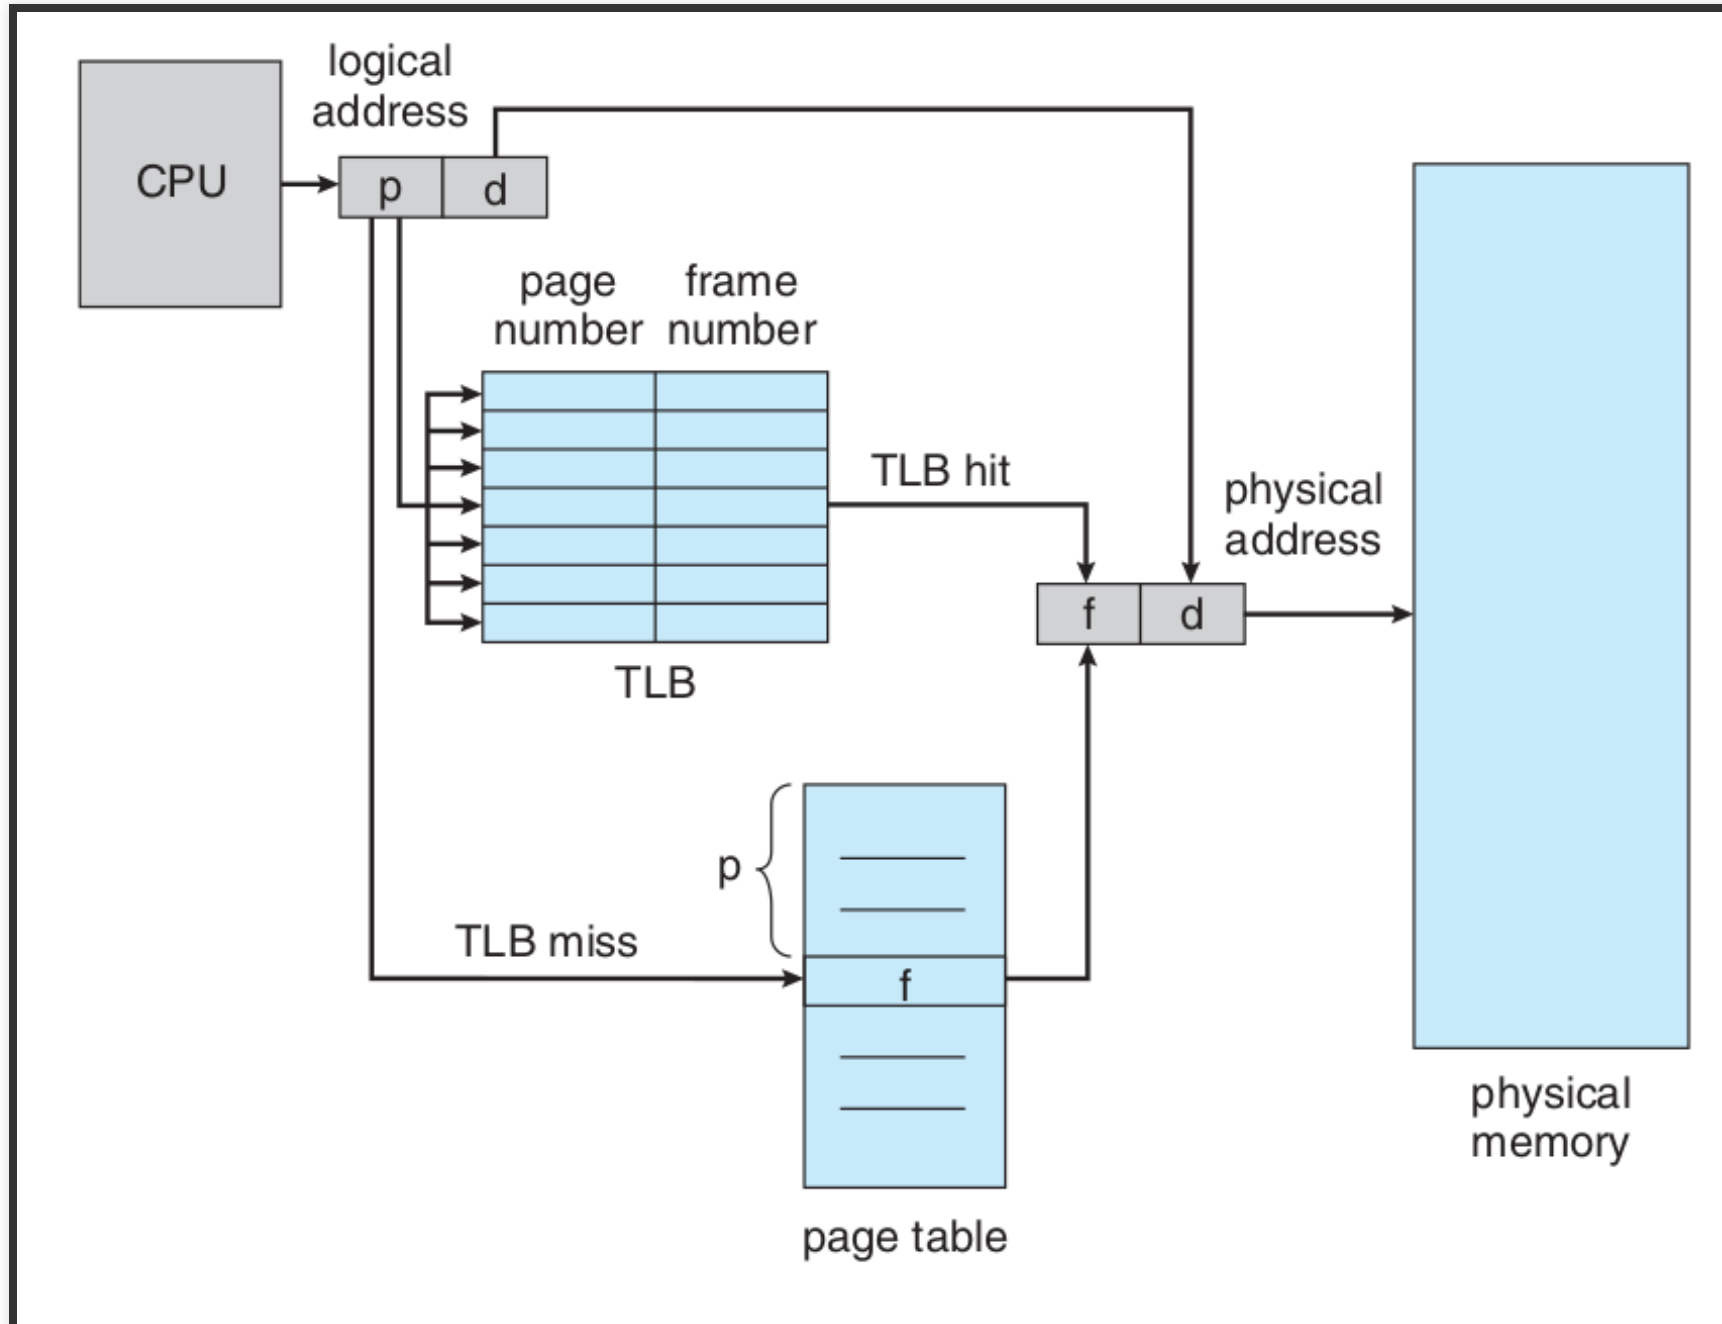 logical
address
CPU
p
d
page
number
frame
number
TLB hit
physical
address
f
d
TLB
p
TLB miss
f
physical
memory
page table